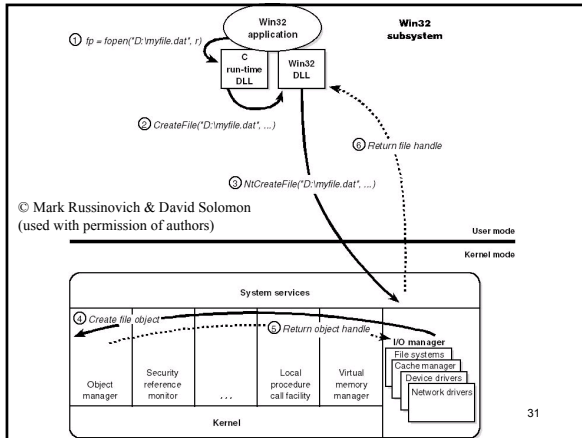 Win32
application
Win32
subsystem
① fp = fopen("D:\myfile.dat", r)
C
run-time
DLL
Win32
DLL
② CreateFile("D:\myfile.dat", ...)
⑥ Return file handle
③ NtCreateFile("D:\myfile.dat", ...)
© Mark Russinovich & David Solomon
(used with permission of authors)
User mode
Kernel mode
System services
④ Create file object
⑤ Return object handle
I/O manager
File systems
Cache manager
Device drivers
Network drivers
Object
manager
Security
reference
monitor
...
Local
procedure
call facility
Virtual
memory
manager
Kernel
31